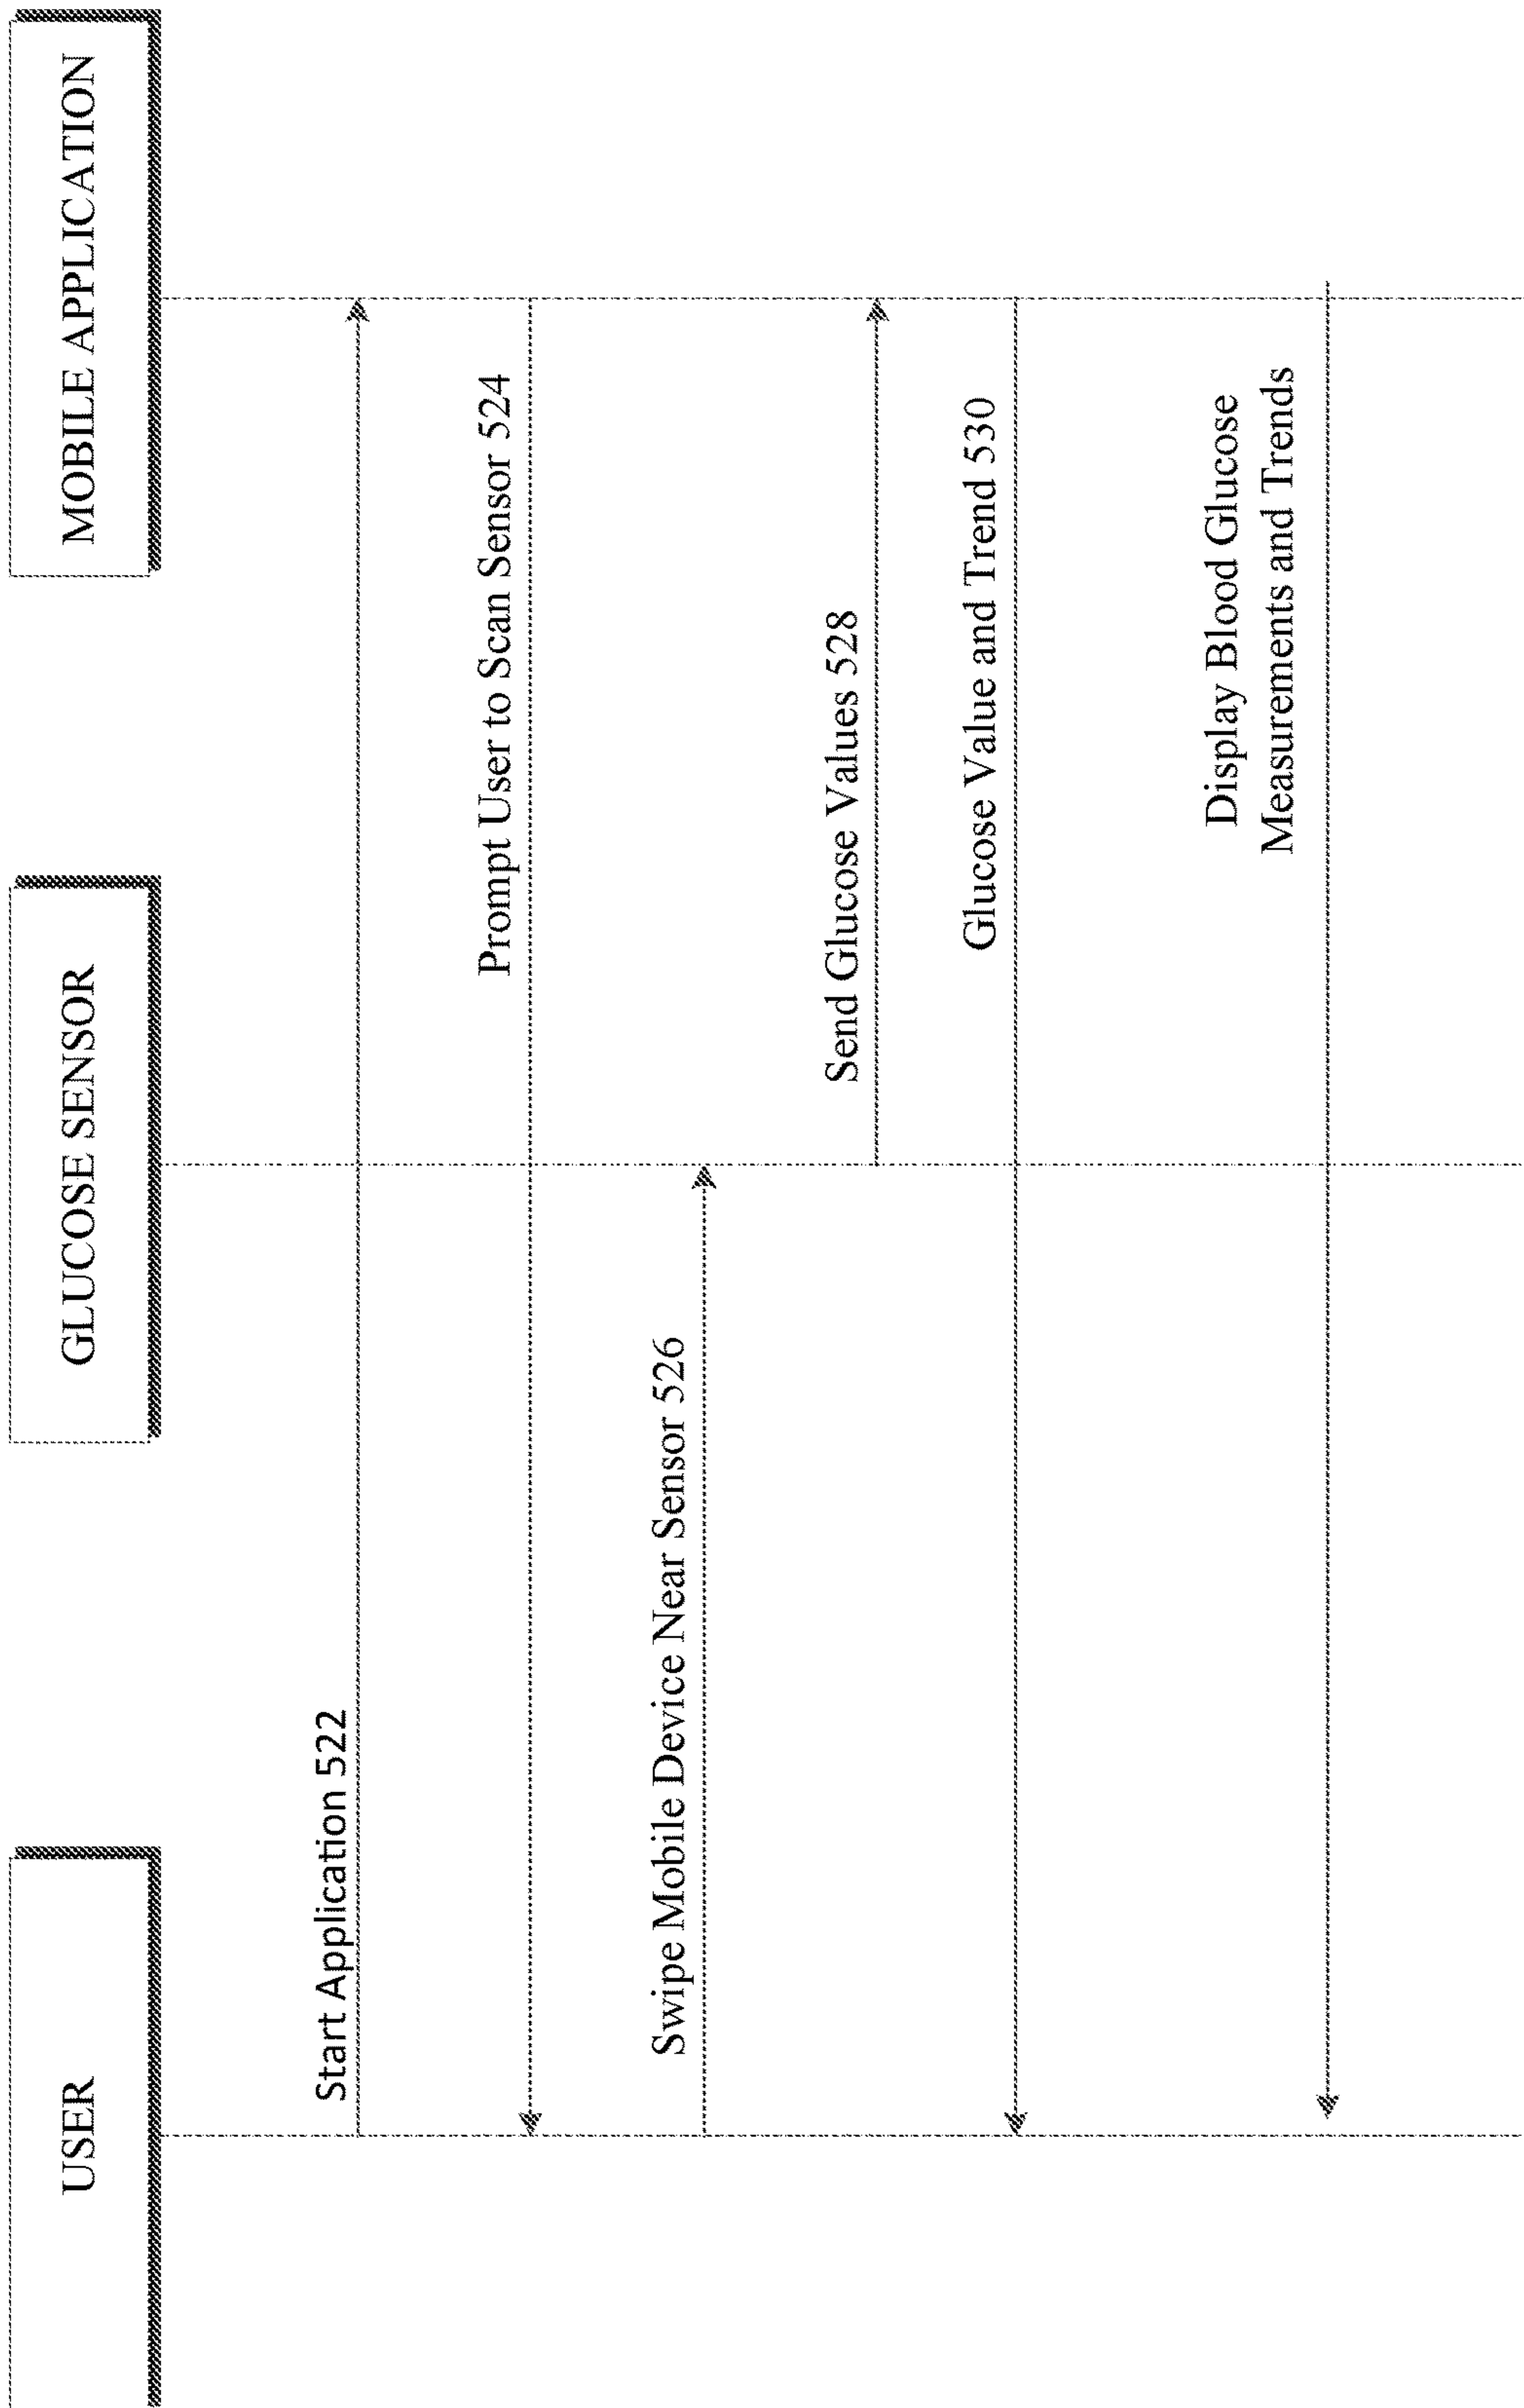 USER
GLUCOSE SENSOR
MOBILE APPLICATION
Start Application 522
Prompt User to Scan Sensor 524
Swipe Mobile Device Near Sensor 526
Send Glucose Values 528
Glucose Value and Trend 530
Display Blood Glucose
Measurements and Trends